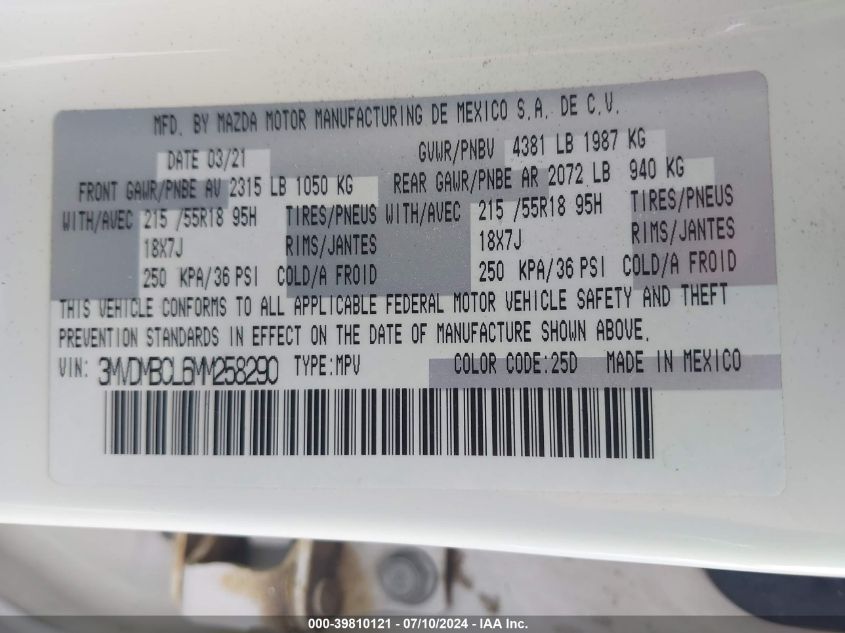 MFD. BY MAZDA MOTOR MANUFACTURING DE MEXICO S.A. DE C.V.
DATE 03/21 GVWR/PNBV 4381 LB 1987 KG
FRONT GAWR/PNBE AV 2315 LB 1050 KG REAR GAWR/PNBE AR 2072 LB 940 KG
WITH/AVEC 215 /55R18 95H TIRES/PNEUS WITH/AVEC 215 /55R18 95H TIRES/PNEUS
18X7J RIMS/JANTES 18X7J RIMS/JANTES
250 KPA/36 PSI COLD/A FROID 250 KPA/36 PSI COLD/A FROID
THIS VEHICLE CONFORMS TO ALL APPLICABLE FEDERAL MOTOR VEHICLE SAFETY AND THEFT
PREVENTION STANDARDS IN EFFECT ON THE DATE OF MANUFACTURE SHOWN ABOVE.
VIN: 3MVDMBCL6MM258290 TYPE:MPV COLOR CODE:25D MADE IN MEXICO
000-39810121 - 07/10/2024 - IAA Inc.